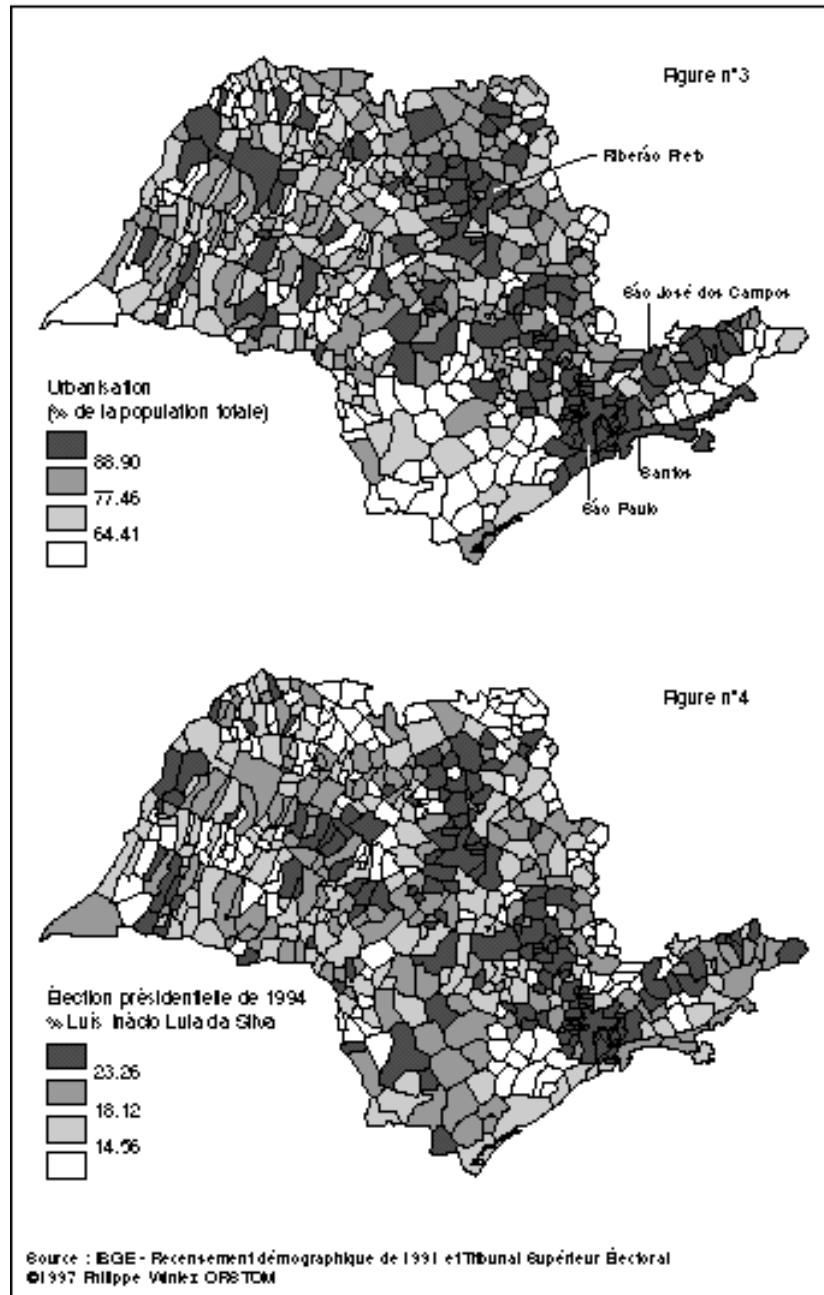 Figure n°3
Riberão Preto
São José dos Campos
Urbanisation
(% de la population totale)
88.90
77.46
64.41
Santos
São Paulo
Figure n°4
Élection présidentielle de 1994
% Luís Inácio Lula da Silva
23.26
18.12
14.56
Source : IBGE - Recensement démographique de 1991 et Tribunal Supérieur Électoral
©1997 Philippe Waniez ORSTOM